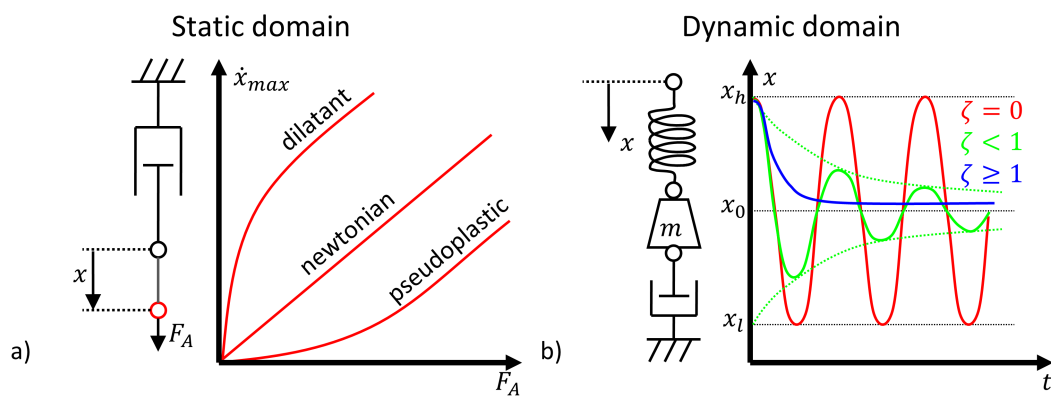 Static domain
ẋ_max
dilatant
newtonian
pseudoplastic
x
F_A
a)
F_A
Dynamic domain
x
m
x
x_h
x_0
x_l
ζ = 0
ζ < 1
ζ ≥ 1
b)
t